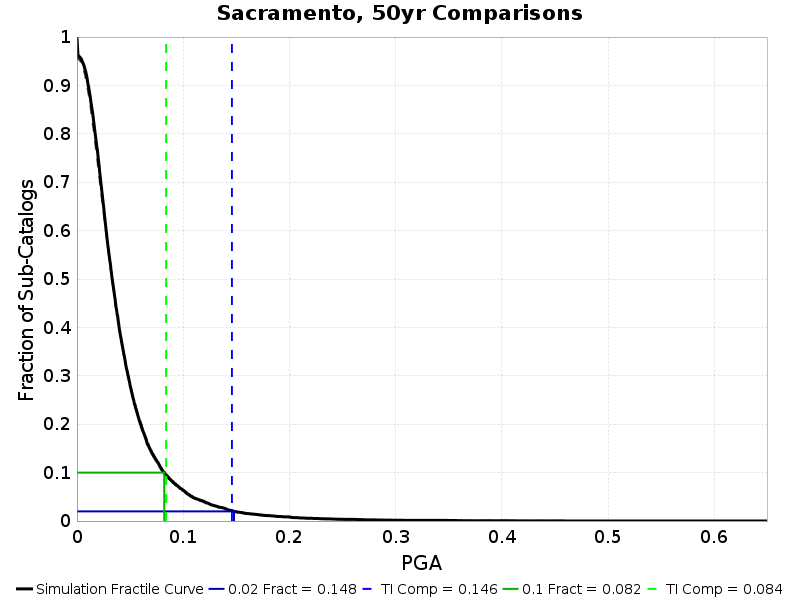 Sacramento, 50yr Comparisons
1
0.9
0.8
0.7
0.6
0.5
0.4
0.3
0.2
0.1
0
Fraction of Sub-Catalogs
0 0.1 0.2 0.3 0.4 0.5 0.6
PGA
Simulation Fractile Curve 0.02 Fract = 0.148 TI Comp = 0.146 0.1 Fract = 0.082 TI Comp = 0.084